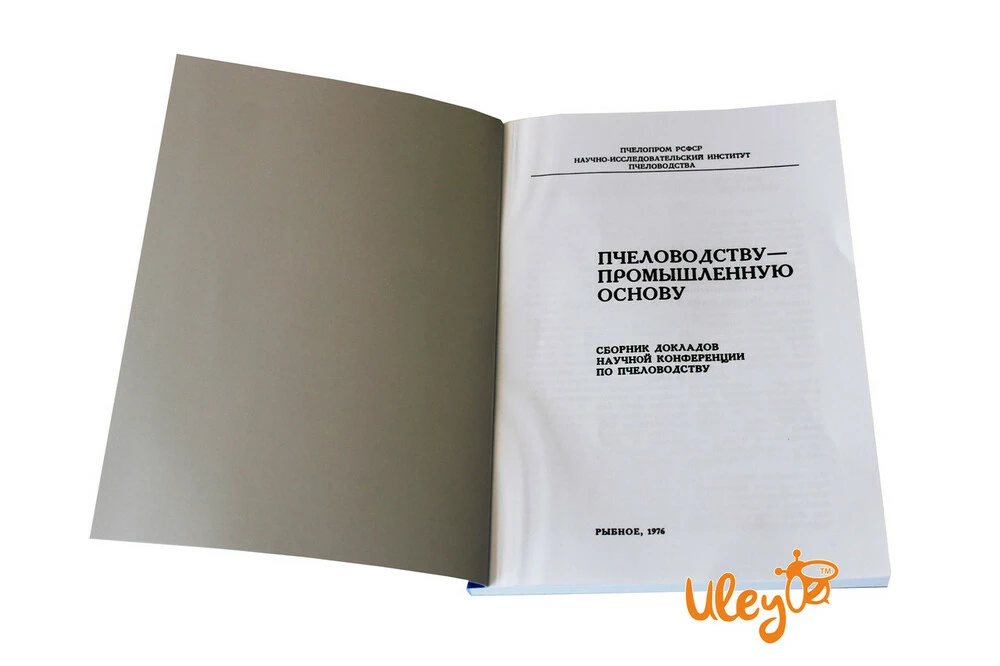 ПЧЕЛОПРОМ РСФСР
НАУЧНО-ИССЛЕДОВАТЕЛЬСКИЙ ИНСТИТУТ
ПЧЕЛОВОДСТВА
ПЧЕЛОВОДСТВУ—
ПРОМЫШЛЕННУЮ
ОСНОВУ
СБОРНИК ДОКЛАДОВ
НАУЧНОЙ КОНФЕРЕНЦИИ
ПО ПЧЕЛОВОДСТВУ
РЫБНОЕ, 1976
Uley TM